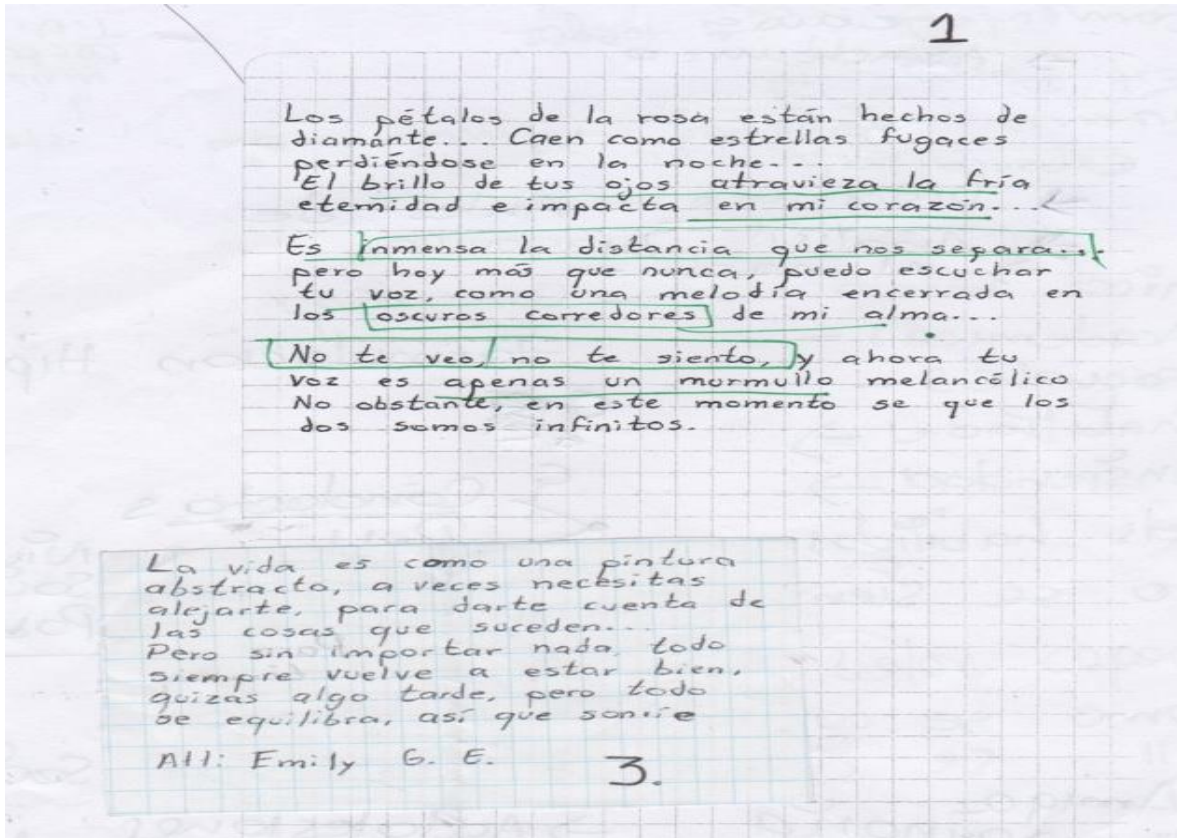 1
Los pétalos de la rosa están hechos de
diamante... Caen como estrellas fugaces
perdiéndose en la noche...
El brillo de tus ojos atravieza la fría
eternidad e impacta en mi corazón...
Es inmensa la distancia que nos separa...
pero hoy más que nunca, puedo escuchar
tu voz, como una melodía encerrada en
los oscuros corredores de mi alma...
No te veo, no te siento, y ahora tu
voz es apenas un murmullo melancólico
No obstante, en este momento se que los
dos somos infinitos.
La vida es como una pintura
abstracto, a veces necesitas
alejarte, para darte cuenta de
las cosas que suceden...
Pero sin importar nada, todo
siempre vuelve a estar bien,
quizás algo tarde, pero todo
se equilibra, así que sonríe
Att: Emily G. E.
3.